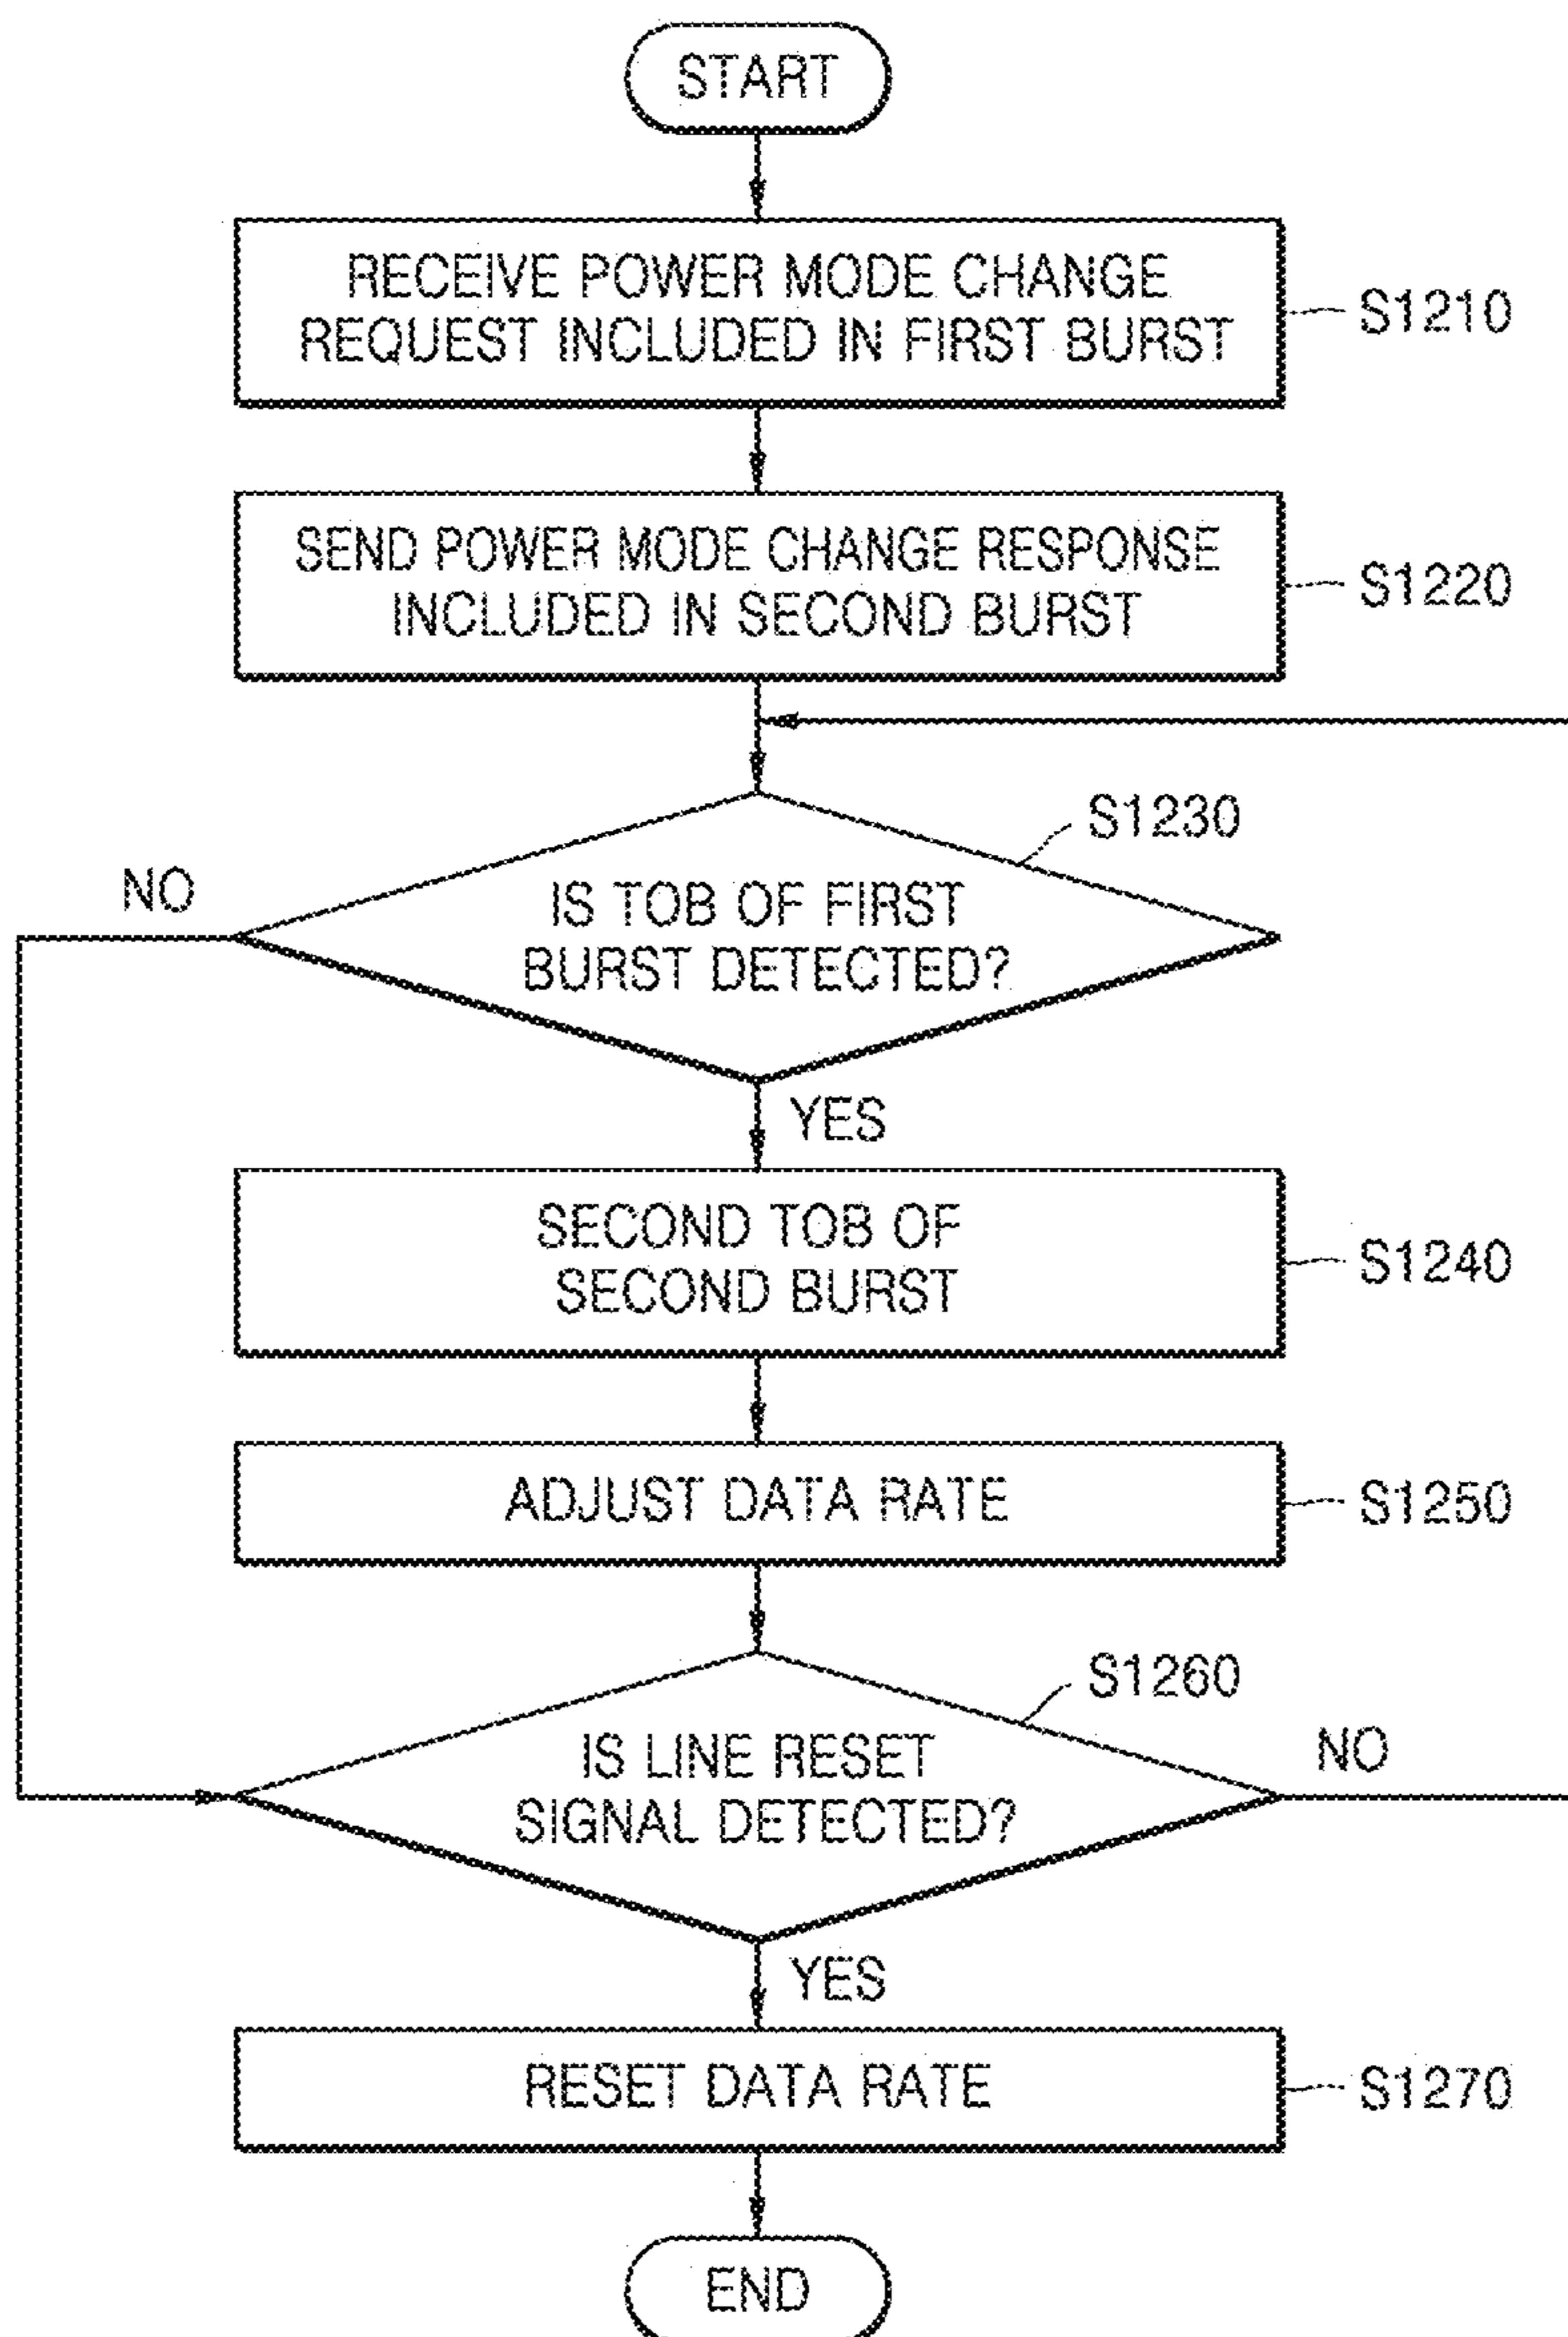 START
RECEIVE POWER MODE CHANGE
REQUEST INCLUDED IN FIRST BURST
S1210
SEND POWER MODE CHANGE RESPONSE
INCLUDED IN SECOND BURST
S1220
S1230
NO
IS TOB OF FIRST
BURST DETECTED?
YES
SECOND TOB OF
SECOND BURST
S1240
ADJUST DATA RATE
S1250
S1260
IS LINE RESET
SIGNAL DETECTED?
NO
YES
RESET DATA RATE
S1270
END